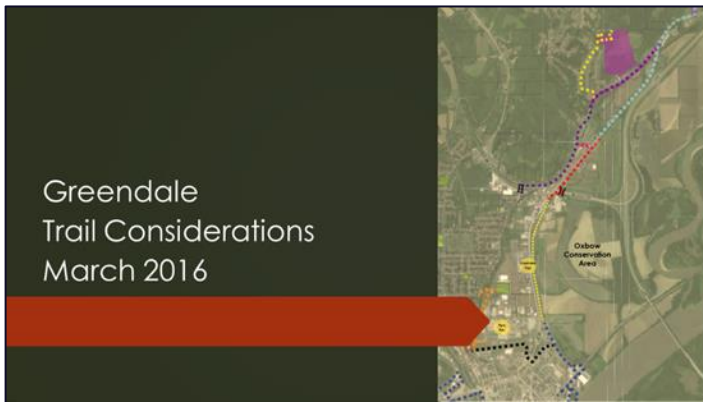 Greendale
Trail Considerations
March 2016
Oxbow
Conservation
Area